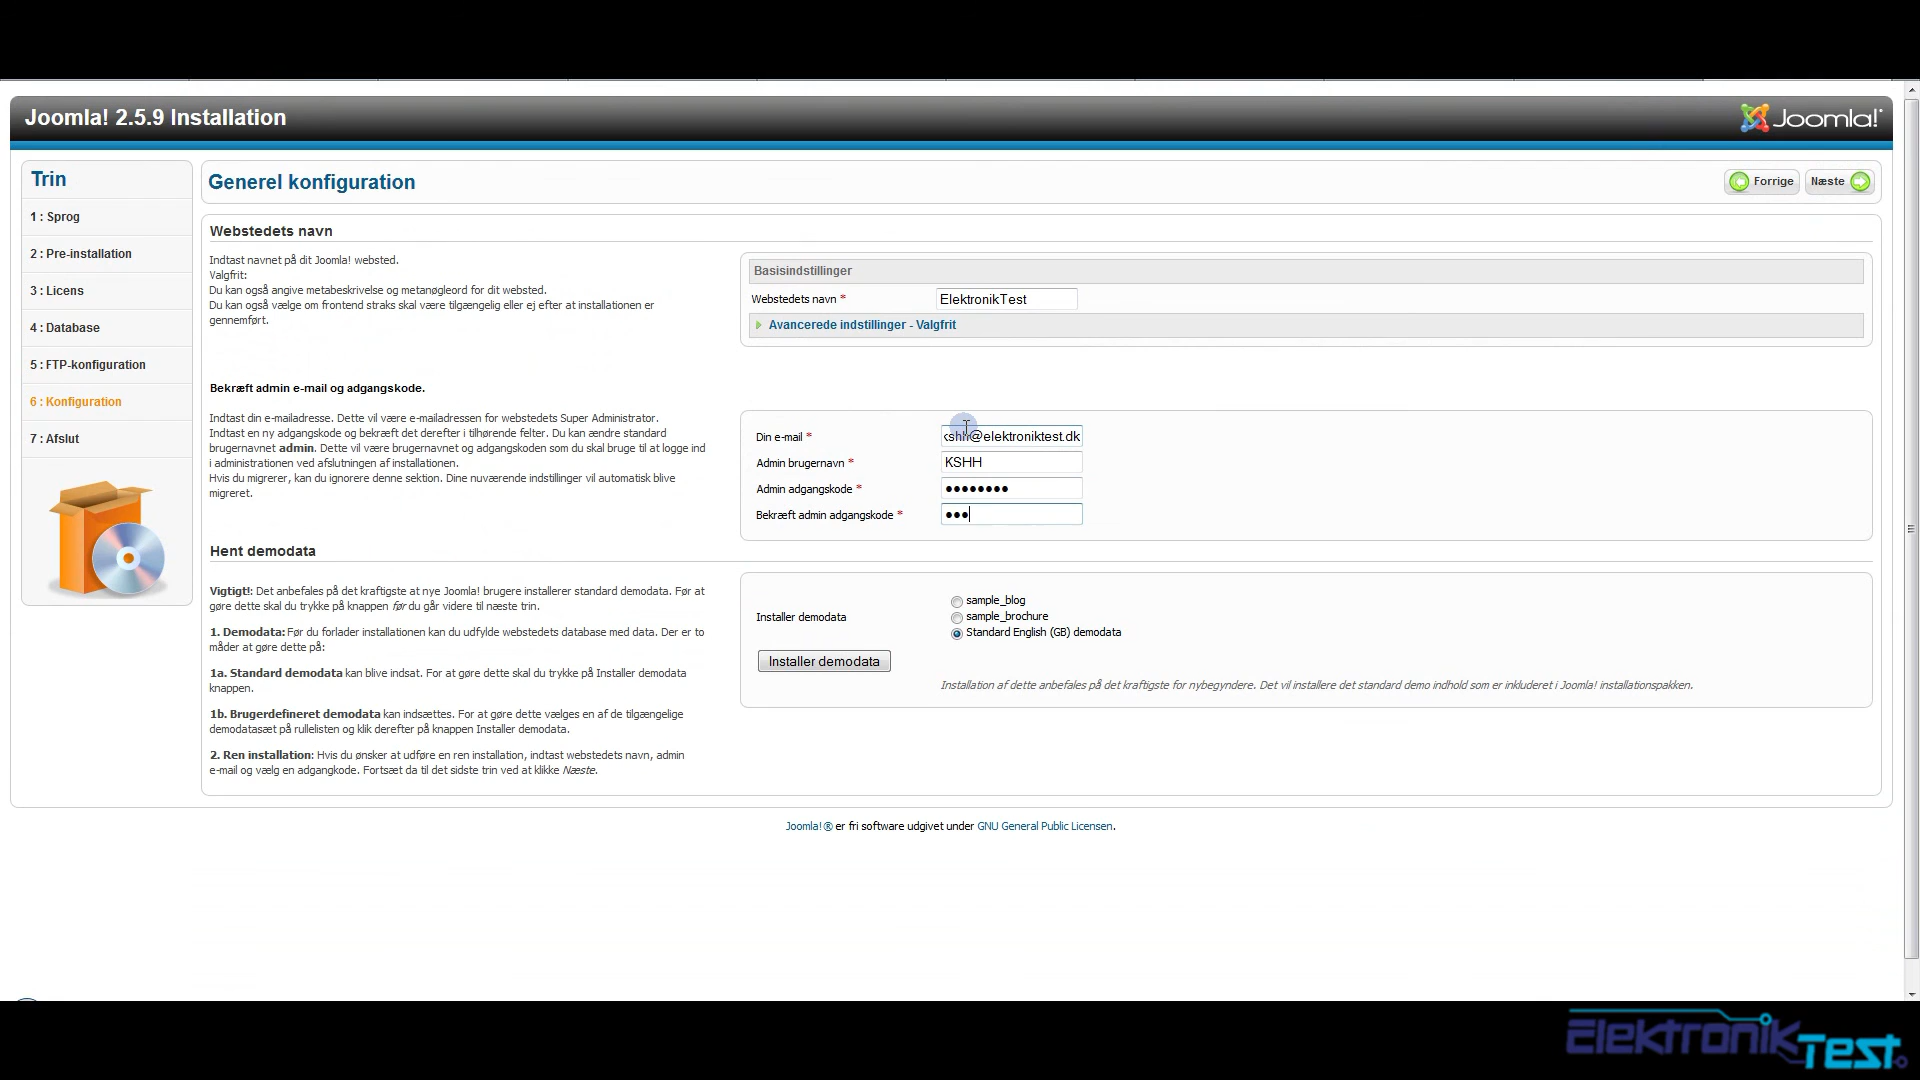 Joomla! 2.5.9 Installation
Joomla!
Trin
1 : Sprog
2 : Pre-installation
3 : Licens
4 : Database
5 : FTP-konfiguration
6 : Konfiguration
7 : Afslut
Generel konfiguration
Forrige
Næste
Webstedets navn
Indtast navnet på dit Joomla! websted.
Valgfrit:
Du kan også angive metabeskrivelse og metanøgleord for dit websted.
Du kan også vælge om frontend straks skal være tilgængelig eller ej efter at installationen er
gennemført.
Basisindstillinger
Webstedets navn *
ElektronikTest
Avancerede indstillinger - Valgfrit
Bekræft admin e-mail og adgangskode.
Indtast din e-mailadresse. Dette vil være e-mailadressen for webstedets Super Administrator.
Indtast en ny adgangskode og bekræft det derefter i tilhørende felter. Du kan ændre standard
brugernavnet admin. Dette vil være brugernavnet og adgangskoden som du skal bruge til at logge ind
i administrationen ved afslutningen af installationen.
Hvis du migrerer, kan du ignorere denne sektion. Dine nuværende indstillinger vil automatisk blive
migreret.
Din e-mail *
kshh@elektroniktest.dk
Admin brugernavn *
KSHH
Admin adgangskode *
••••••••
Bekræft admin adgangskode *
•••
Hent demodata
Vigtigt!: Det anbefales på det kraftigste at nye Joomla! brugere installerer standard demodata. Før at
gøre dette skal du trykke på knappen før du går videre til næste trin.
1. Demodata: Før du forlader installationen kan du udfylde webstedets database med data. Der er to
måder at gøre dette på:
1a. Standard demodata kan blive indsat. For at gøre dette skal du trykke på Installer demodata
knappen.
1b. Brugerdefineret demodata kan indsættes. For at gøre dette vælges en af de tilgængelige
demodatasæt på rullelisten og klik derefter på knappen Installer demodata.
2. Ren installation: Hvis du ønsker at udføre en ren installation, indtast webstedets navn, admin
e-mail og vælg en adgangkode. Fortsæt da til det sidste trin ved at klikke Næste.
Installer demodata
sample_blog
sample_brochure
Standard English (GB) demodata
Installer demodata
Installation af dette anbefales på det kraftigste for nybegyndere. Det vil installere det standard demo indhold som er inkluderet i Joomla! installationspakken.
Joomla!® er fri software udgivet under GNU General Public Licensen.
ElektronikTest